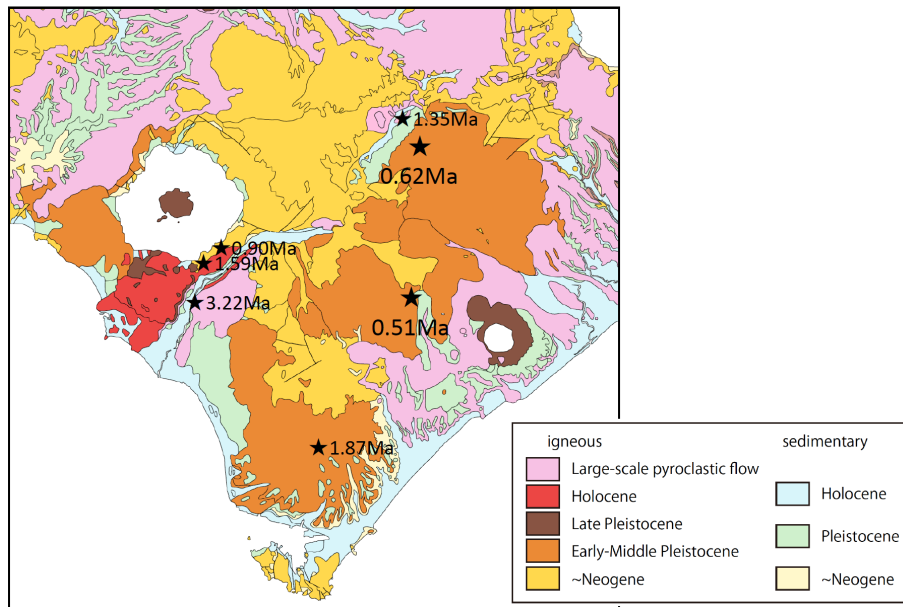 1.35Ma
0.62Ma
0.90Ma
1.59Ma
3.22Ma
0.51Ma
1.87Ma
igneous
Large-scale pyroclastic flow
Holocene
Late Pleistocene
Early-Middle Pleistocene
~Neogene
sedimentary
Holocene
Pleistocene
~Neogene